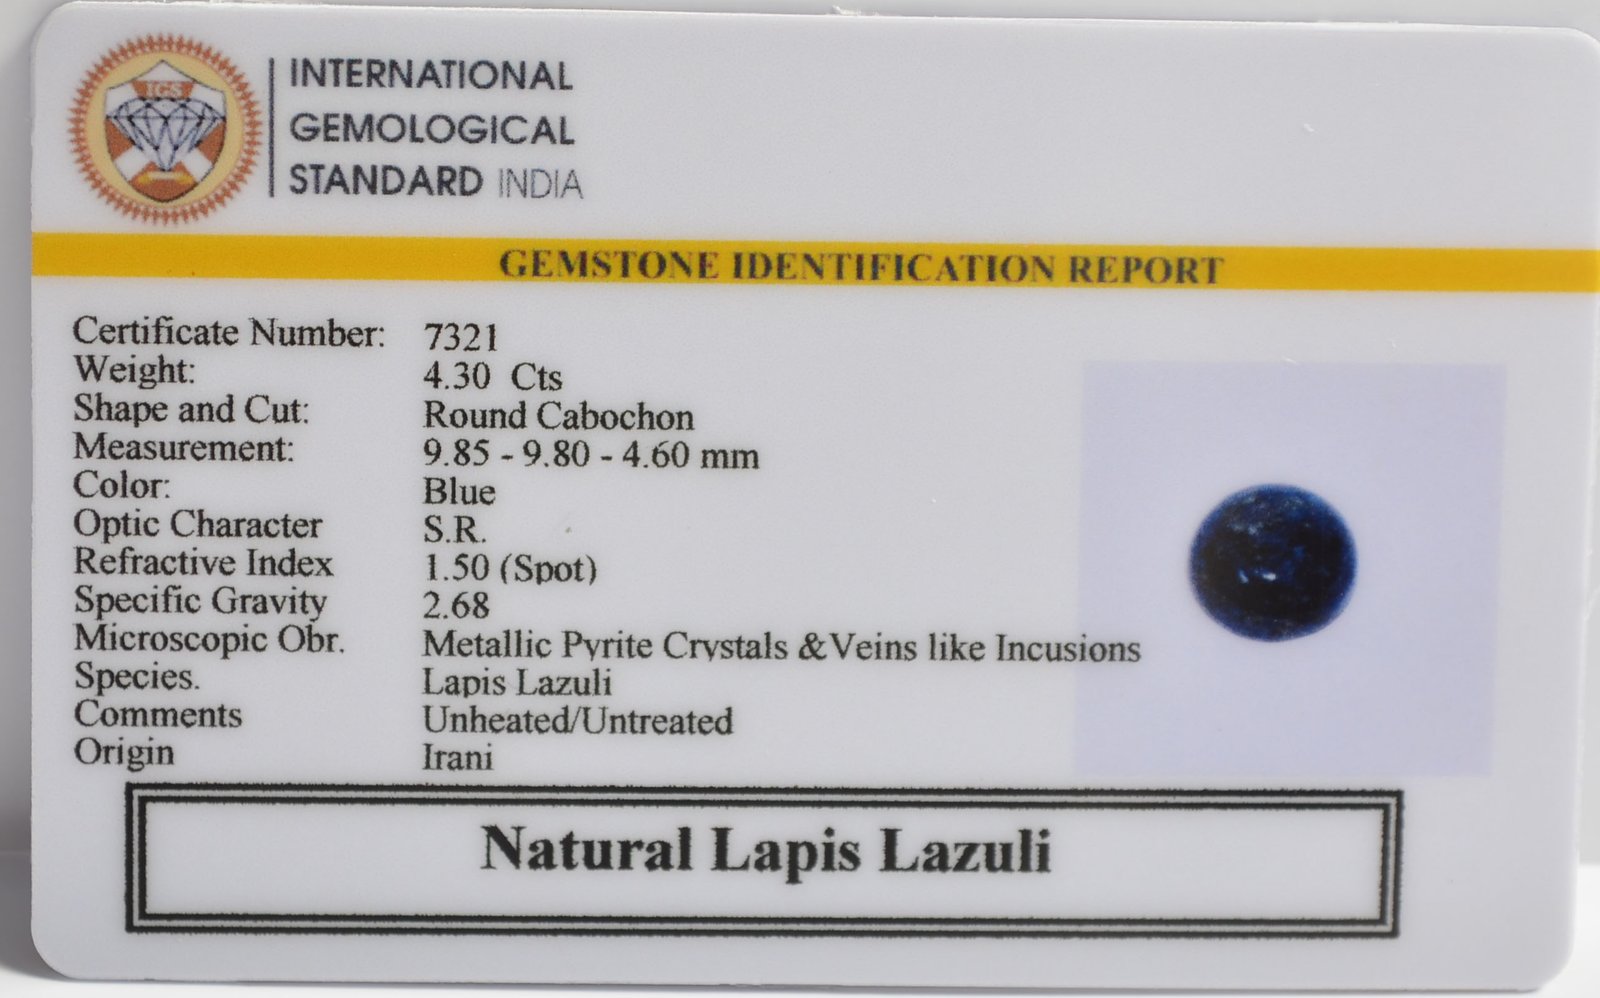 IGS
INTERNATIONAL
GEMOLOGICAL
STANDARD INDIA
GEMSTONE IDENTIFICATION REPORT
Certificate Number: 7321
Weight: 4.30 Cts
Shape and Cut: Round Cabochon
Measurement: 9.85 - 9.80 - 4.60 mm
Color: Blue
Optic Character S.R.
Refractive Index 1.50 (Spot)
Specific Gravity 2.68
Microscopic Obr. Metallic Pyrite Crystals &Veins like Incusions
Species. Lapis Lazuli
Comments Unheated/Untreated
Origin Irani
Natural Lapis Lazuli